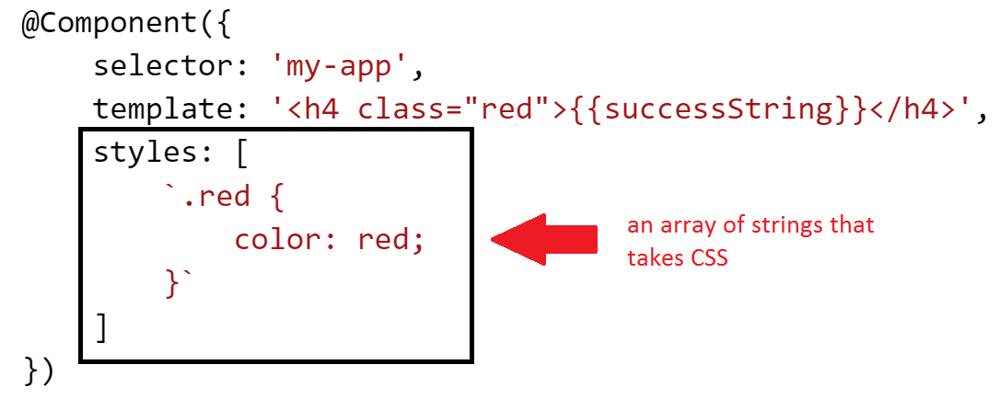 @Component({
    selector: 'my-app',
    template: '<h4 class="red">{{successString}}</h4>',
    styles: [
        `.red {
            color: red;
        }`
    ]
})
an array of strings that
takes CSS